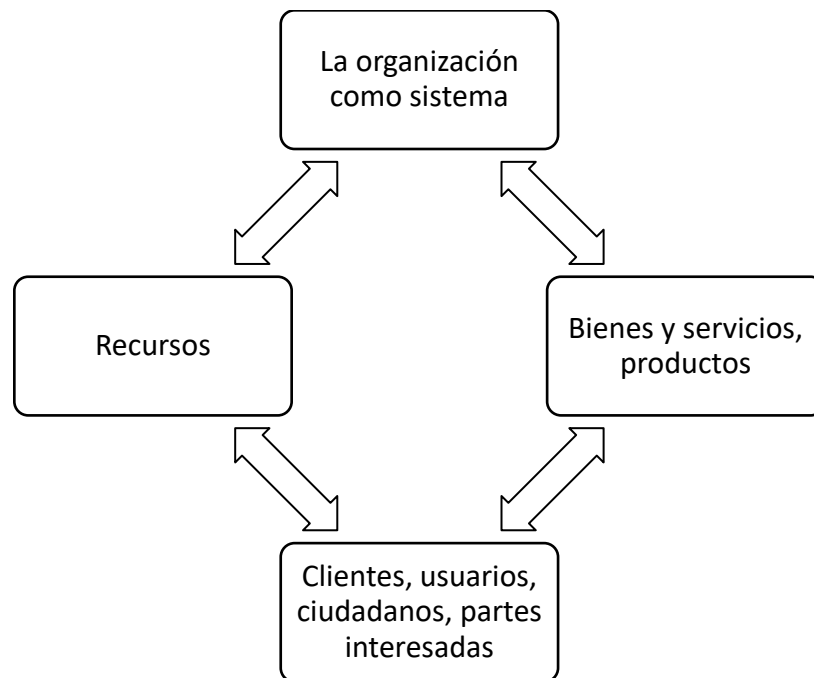 La organización
como sistema
Recursos
Bienes y servicios,
productos
Clientes, usuarios,
ciudadanos, partes
interesadas